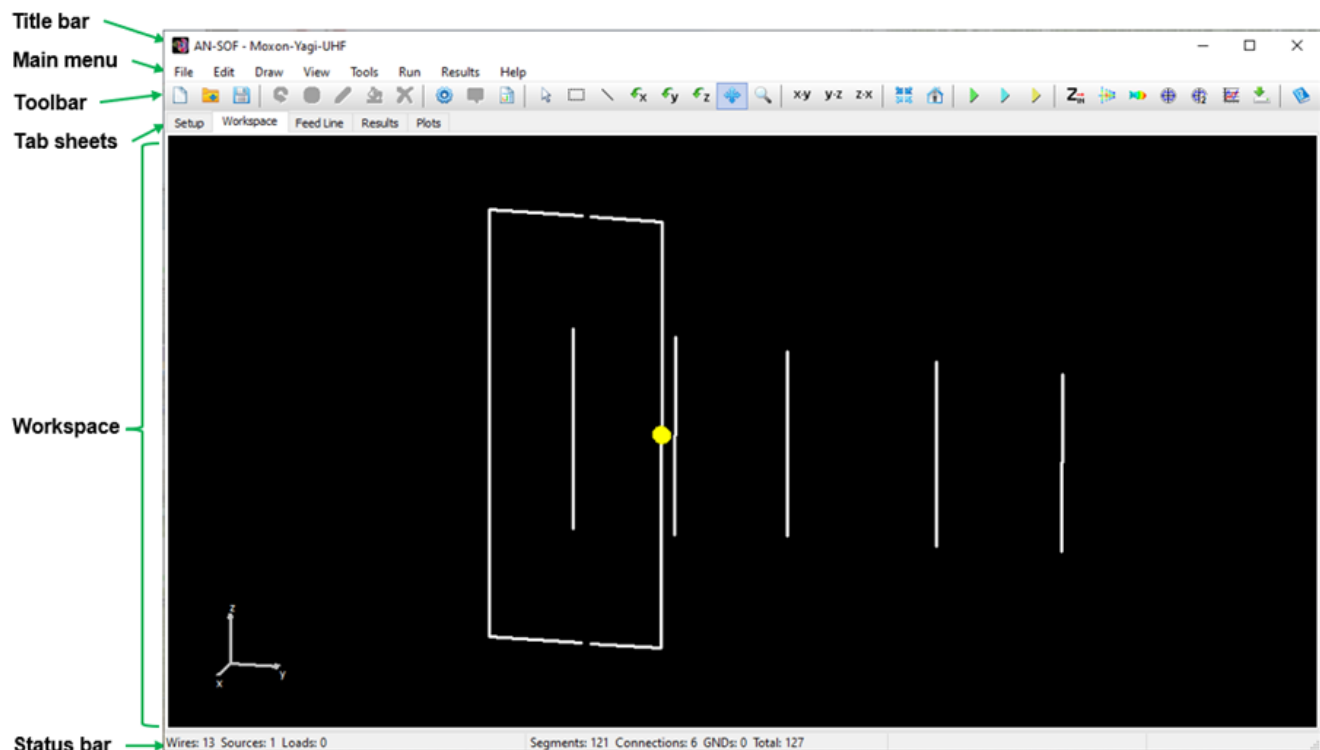 Title bar
AN-SOF - Moxon-Yagi-UHF
Main menu
File Edit Draw View Tools Run Results Help
Toolbar
x y z x-y y-z z-x Zin 2
Tab sheets
Setup Workspace Feed Line Results Plots
Workspace
z
y
x
Status bar
Wires: 13 Sources: 1 Loads: 0 Segments: 121 Connections: 6 GNDs: 0 Total: 127